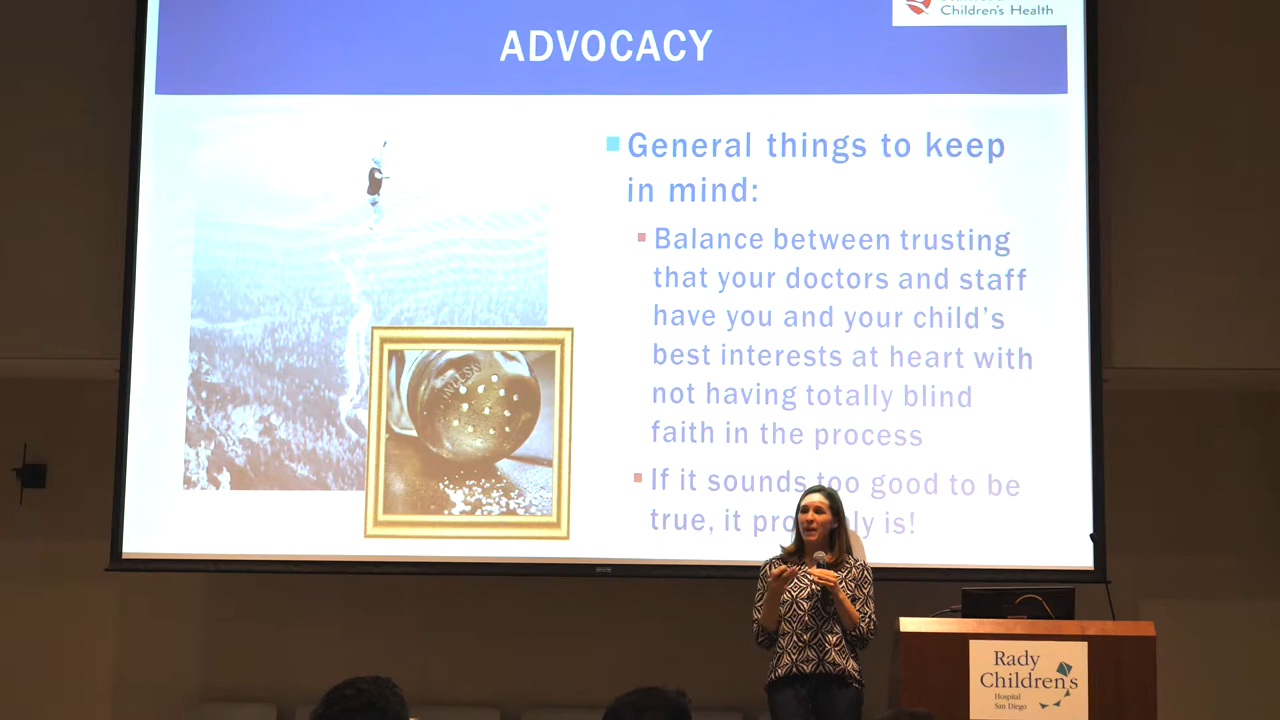 Children's Health
ADVOCACY
General things to keep
in mind:
Balance between trusting
that your doctors and staff
have you and your child's
best interests at heart with
not having totally blind
faith in the process
If it sounds too good to be
true, it is!
Rady
Children's
Hospital
San Diego